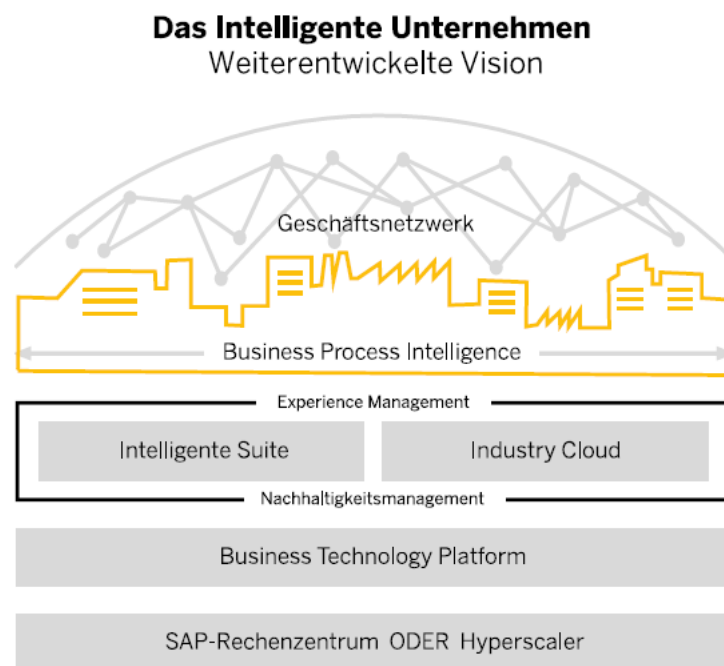 Das Intelligente Unternehmen
Weiterentwickelte Vision
Geschäftsnetzwerk
Business Process Intelligence
Experience Management
Intelligente Suite
Industry Cloud
Nachhaltigkeitsmanagement
Business Technology Platform
SAP-Rechenzentrum ODER Hyperscaler